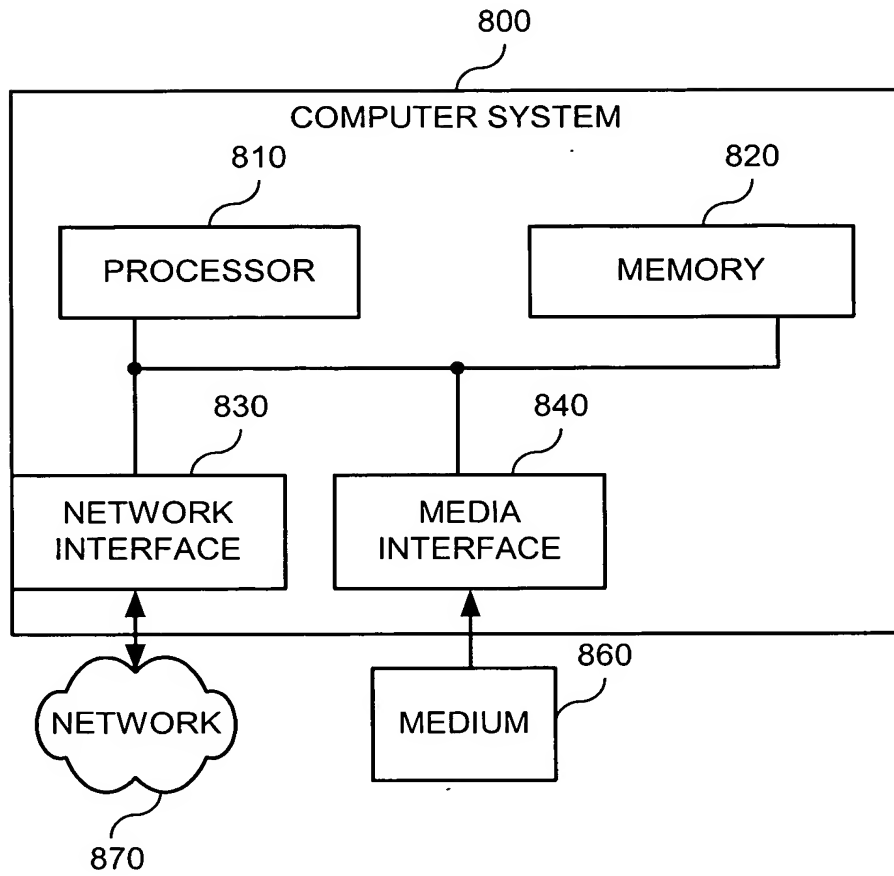 800
COMPUTER SYSTEM
810
820
PROCESSOR
MEMORY
830
840
NETWORK
INTERFACE
MEDIA
INTERFACE
860
NETWORK
MEDIUM
870